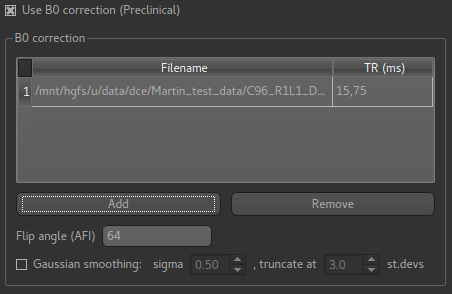 Use B0 correction (Preclinical)
B0 correction
Filename TR (ms)
1 /mnt/hgfs/u/data/dce/Martin_test_data/C96_R1L1_D... 15,75
Add Remove
Flip angle (AFI) 64
Gaussian smoothing: sigma 0.50 , truncate at 3.0 st.devs